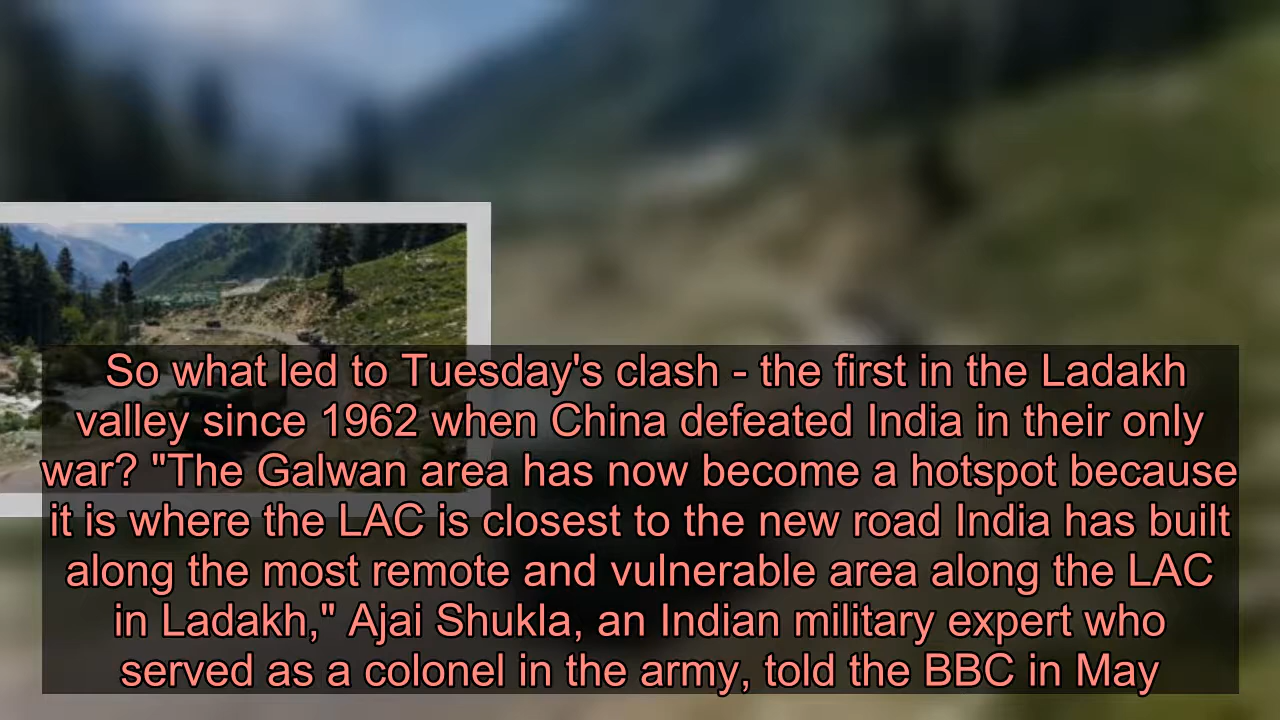 So what led to Tuesday's clash - the first in the Ladakh
valley since 1962 when China defeated India in their only
war? "The Galwan area has now become a hotspot because
it is where the LAC is closest to the new road India has built
along the most remote and vulnerable area along the LAC
in Ladakh," Ajai Shukla, an Indian military expert who
served as a colonel in the army, told the BBC in May